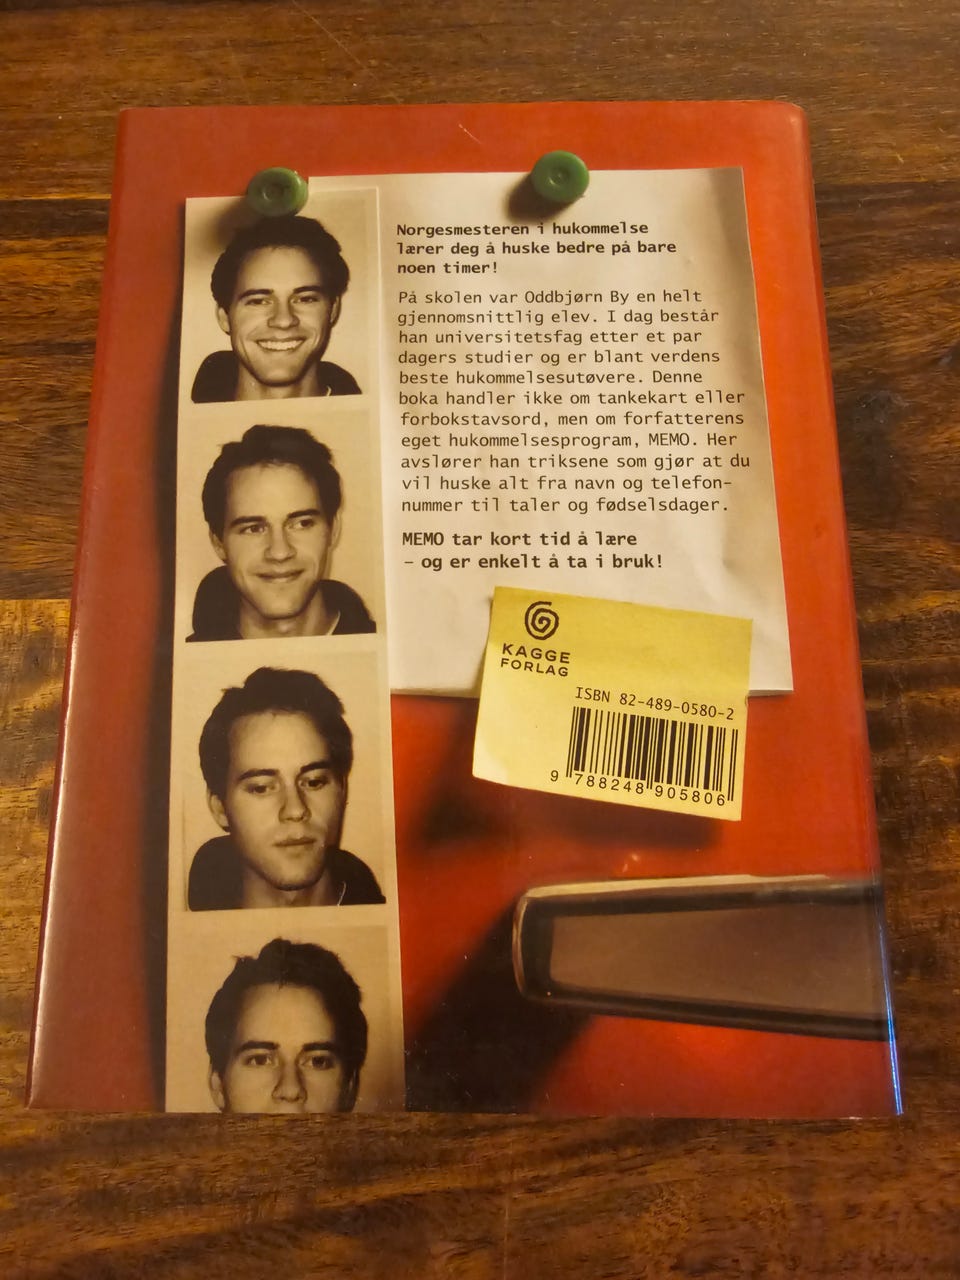 Norgesmesteren i hukommelse
lærer deg å huske bedre på bare
noen timer!
På skolen var Oddbjørn By en helt
gjennomsnittlig elev. I dag består
han universitetsfag etter et par
dagers studier og er blant verdens
beste hukommelsesutøvere. Denne
boka handler ikke om tankekart eller
forbokstavsord, men om forfatterens
eget hukommelsesprogram, MEMO. Her
avslører han triksene som gjør at du
vil huske alt fra navn og telefon-
nummer til taler og fødselsdager.
MEMO tar kort tid å lære
– og er enkelt å ta i bruk!
KAGGE
FORLAG
ISBN 82-489-0580-2
9 788248 905806